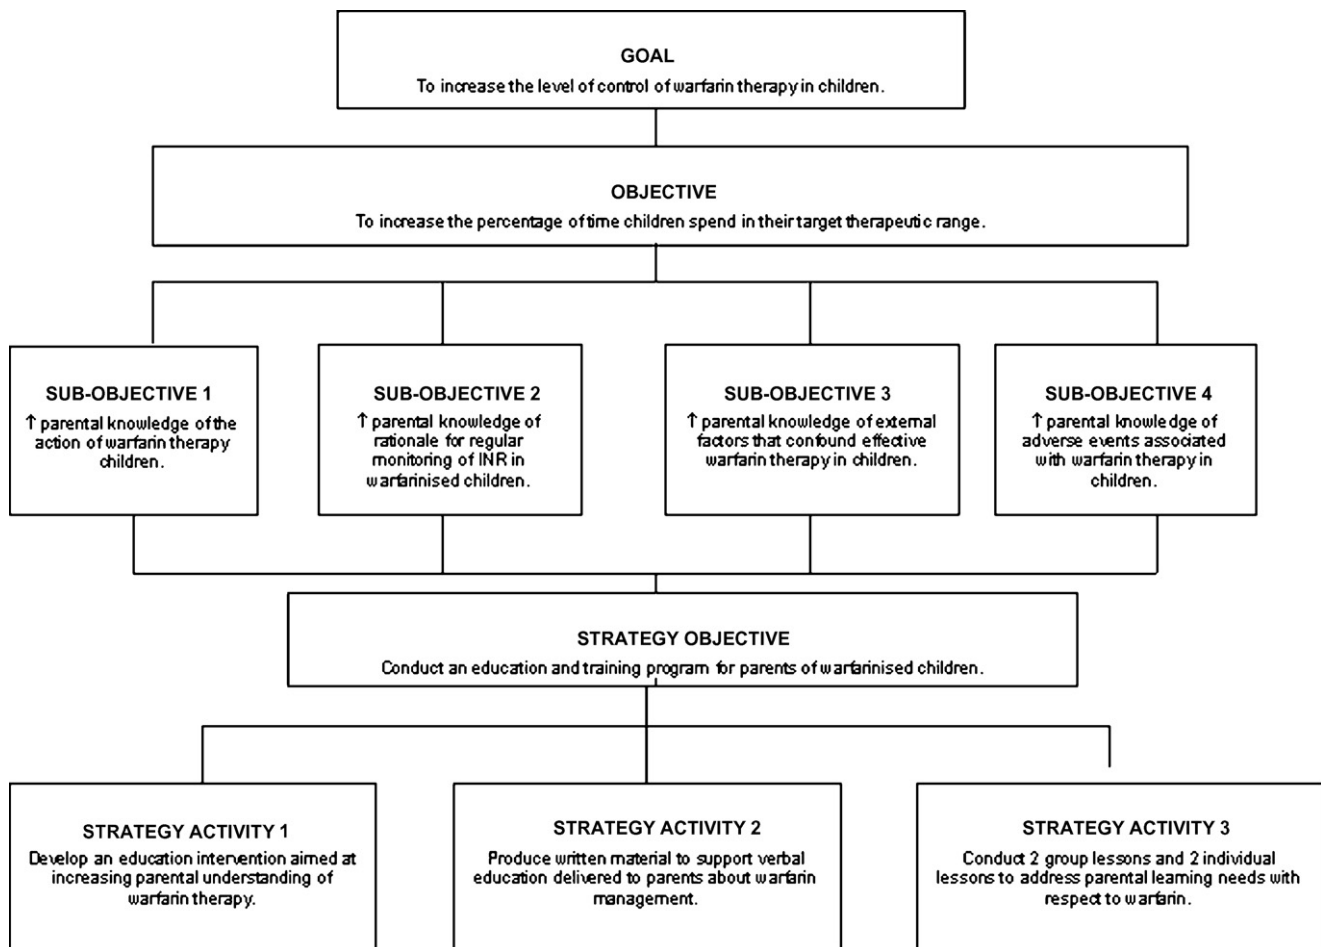 GOAL
To increase the level of control of warfarin therapy in children.
OBJECTIVE
To increase the percentage of time children spend in their target therapeutic range.
SUB-OBJECTIVE 1
↑ parental knowledge of the
action of warfarin therapy
children.
SUB-OBJECTIVE 2
↑ parental knowledge of
rationale for regular
monitoring of INR in
warfarinised children.
SUB-OBJECTIVE 3
↑ parental knowledge of external
factors that confound effective
warfarin therapy in children.
SUB-OBJECTIVE 4
↑ parental knowledge of
adverse events associated
with warfarin therapy in
children.
STRATEGY OBJECTIVE
Conduct an education and training program for parents of warfarinised children.
STRATEGY ACTIVITY 1
Develop an education intervention aimed at
increasing parental understanding of
warfarin therapy.
STRATEGY ACTIVITY 2
Produce written material to support verbal
education delivered to parents about warfarin
management.
STRATEGY ACTIVITY 3
Conduct 2 group lessons and 2 individual
lessons to address parental learning needs with
respect to warfarin.